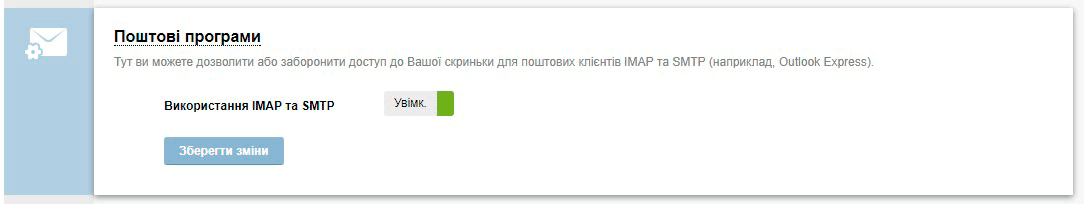 Поштові програми
Тут ви можете дозволити або заборонити доступ до Вашої скриньки для поштових клієнтів IMAP та SMTP (наприклад, Outlook Express).
Використання IMAP та SMTP Увімк.
Зберегти зміни